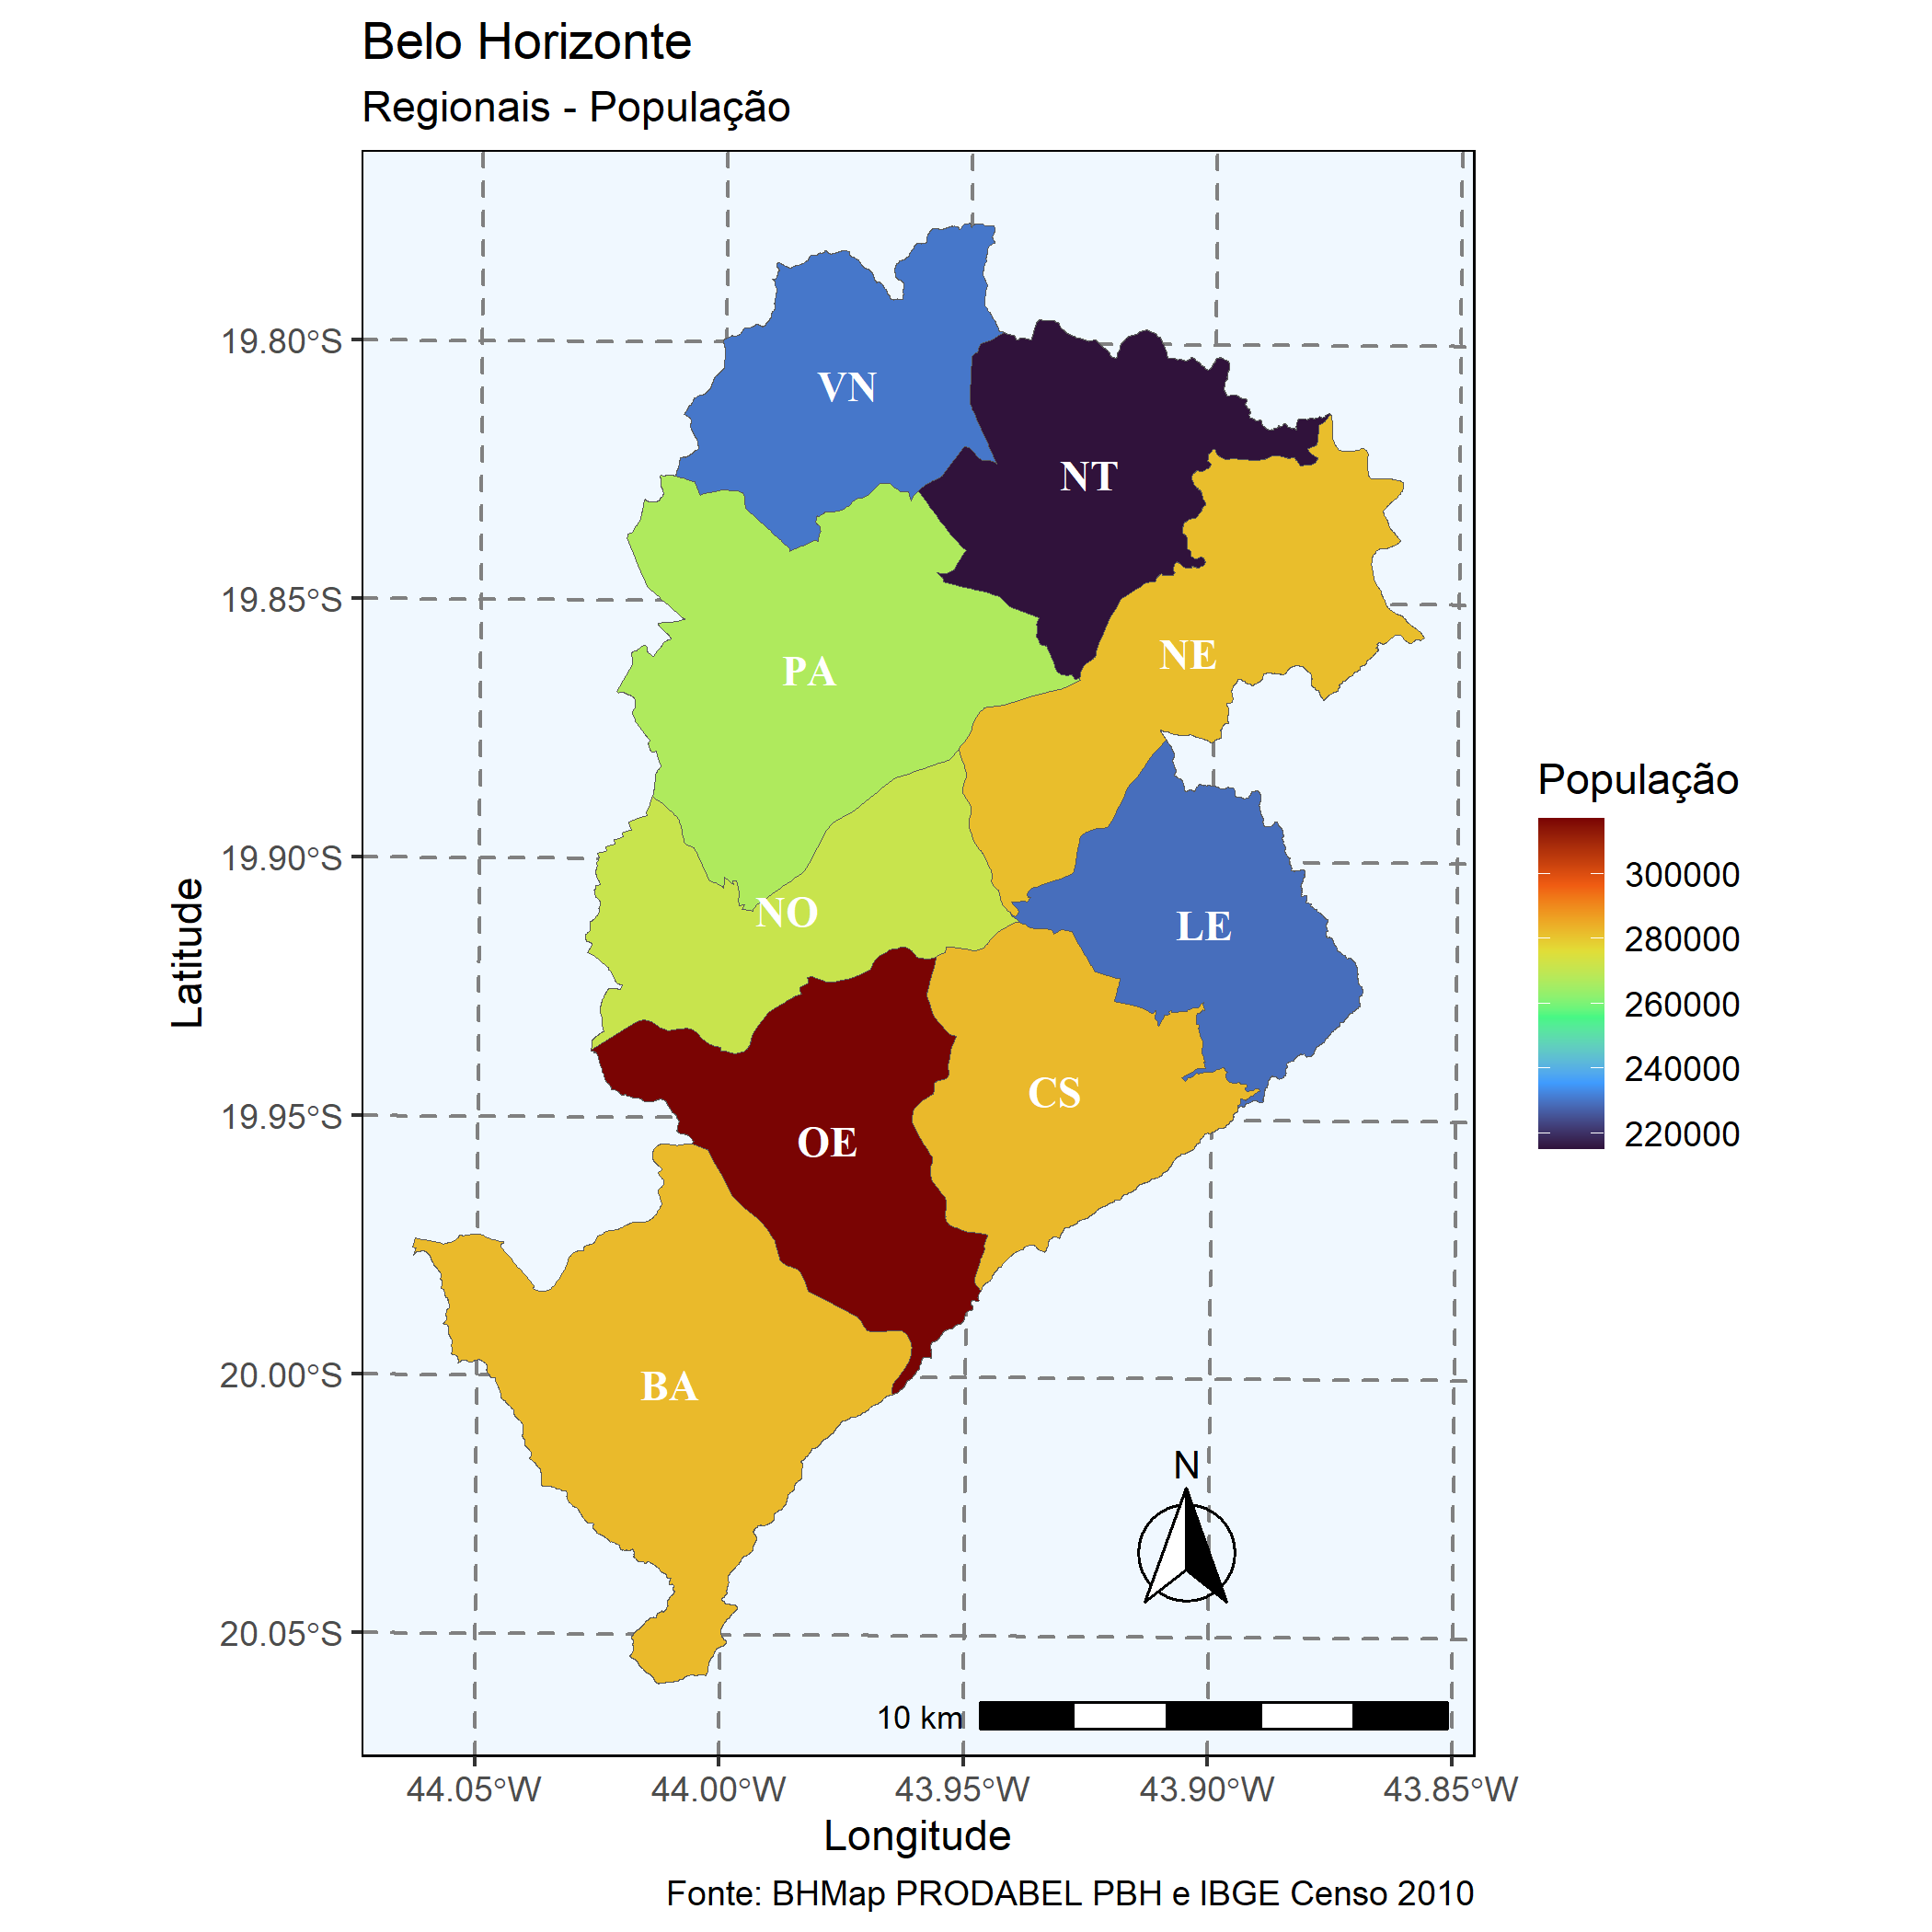 Belo Horizonte
Regionais - População
19.80°S
19.85°S
19.90°S
19.95°S
20.00°S
20.05°S
Latitude
VN
NT
NE
PA
NO
LE
CS
OE
BA
N
10 km
População
300000
280000
260000
240000
220000
44.05°W
44.00°W
43.95°W
43.90°W
43.85°W
Longitude
Fonte: BHMap PRODABEL PBH e IBGE Censo 2010